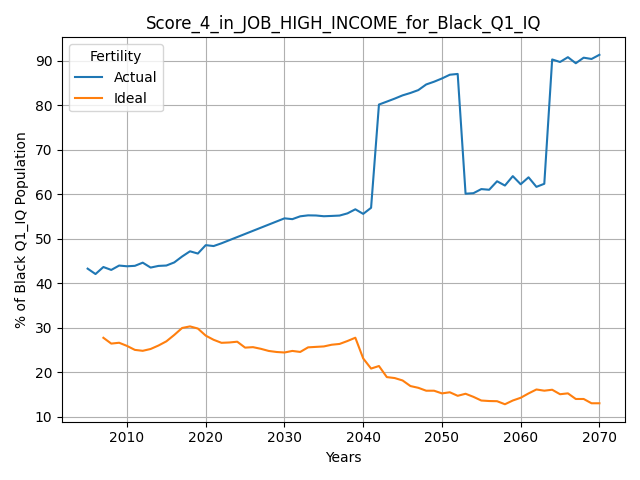 Score_4_in_JOB_HIGH_INCOME_for_Black_Q1_IQ
Fertility
Actual
Ideal
% of Black Q1_IQ Population
90
80
70
60
50
40
30
20
10
2010 2020 2030 2040 2050 2060 2070
Years